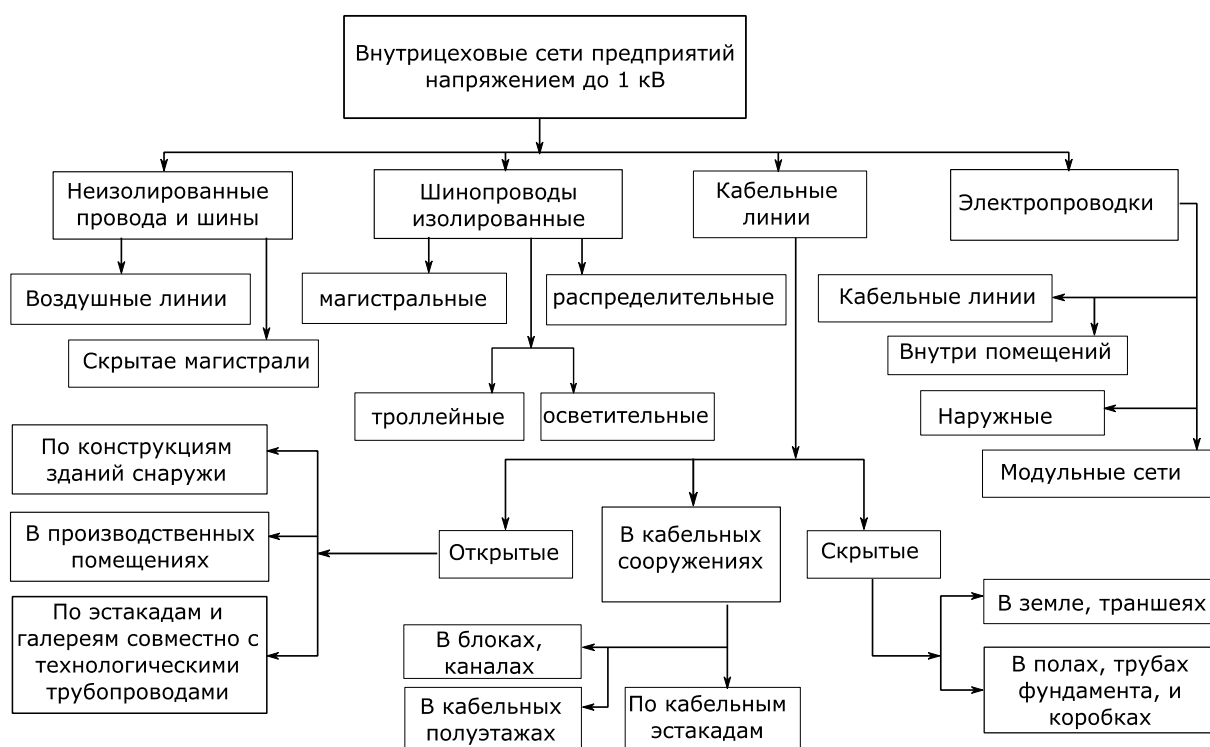 Внутрицеховые сети предприятий
напряжением до 1 кВ
Неизолированные
провода и шины
Шинопроводы
изолированные
Кабельные
линии
Электропроводки
Воздушные линии
магистральные
распределительные
Кабельные линии
Скрытае магистрали
Внутри помещений
троллейные
осветительные
Наружные
По конструкциям
зданий снаружи
Модульные сети
В производственных
помещениях
Открытые
В кабельных
сооружениях
Скрытые
По эстакадам и
галереям совместно с
технологическими
трубопроводами
В блоках,
каналах
В земле, траншеях
В кабельных
полуэтажах
По кабельным
эстакадам
В полах, трубах
фундамента, и
коробках